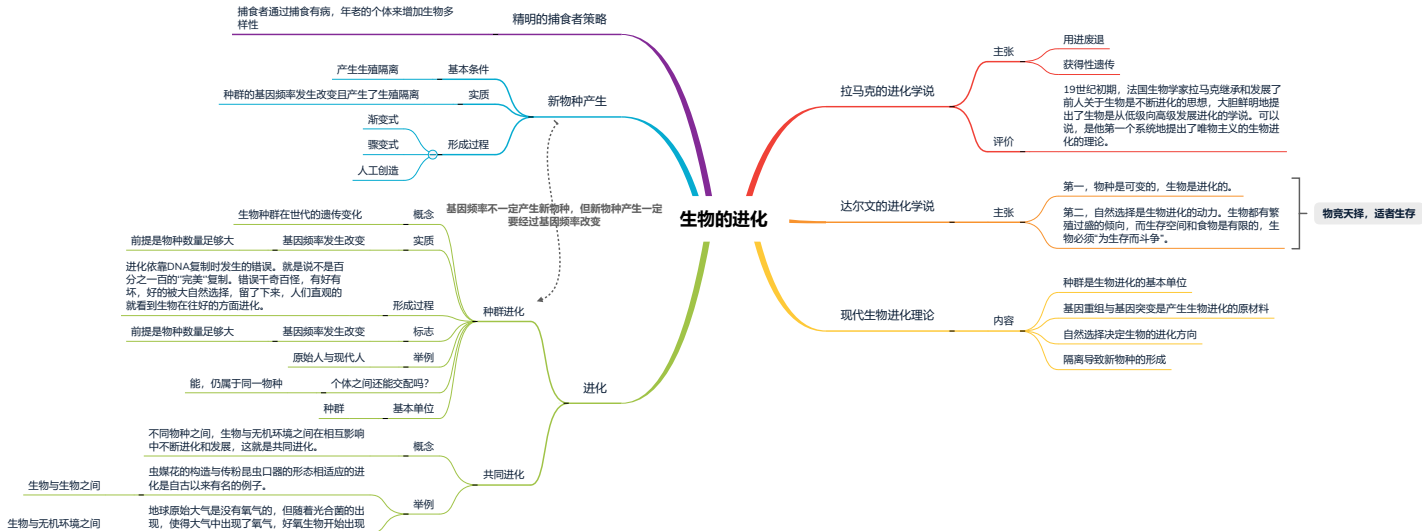 生物的进化
拉马克的进化学说
主张
用进废退
获得性遗传
评价
19世纪初期，法国生物学家拉马克继承和发展了
前人关于生物是不断进化的思想，大胆鲜明地提
出了生物是从低级向高级发展进化的学说。可以
说，是他第一个系统地提出了唯物主义的生物进
化的理论。
达尔文的进化学说
主张
第一，物种是可变的，生物是进化的。
第二，自然选择是生物进化的动力。生物都有繁
殖过盛的倾向，而生存空间和食物是有限的，生
物必须“为生存而斗争”。
物竞天择，适者生存
现代生物进化理论
内容
种群是生物进化的基本单位
基因重组与基因突变是产生生物进化的原材料
自然选择决定生物的进化方向
隔离导致新物种的形成
精明的捕食者策略
捕食者通过捕食有病，年老的个体来增加生物多
样性
新物种产生
基本条件
产生生殖隔离
实质
种群的基因频率发生改变且产生了生殖隔离
形成过程
渐变式
骤变式
人工创造
基因频率不一定产生新物种，但新物种产生一定
要经过基因频率改变
进化
种群进化
概念
生物种群在世代的遗传变化
实质
基因频率发生改变
前提是物种数量足够大
形成过程
进化依靠DNA复制时发生的错误。就是说不是百
分之一百的“完美”复制。错误千奇百怪，有好有
坏，好的被大自然选择，留了下来，人们直观的
就看到生物在往好的方面进化。
标志
基因频率发生改变
前提是物种数量足够大
举例
原始人与现代人
个体之间还能交配吗？
能，仍属于同一物种
基本单位
种群
共同进化
概念
不同物种之间，生物与无机环境之间在相互影响
中不断进化和发展，这就是共同进化。
举例
虫媒花的构造与传粉昆虫口器的形态相适应的进
化是自古以来有名的例子。
生物与生物之间
地球原始大气是没有氧气的，但随着光合菌的出
现，使得大气中出现了氧气，好氧生物开始出现
生物与无机环境之间